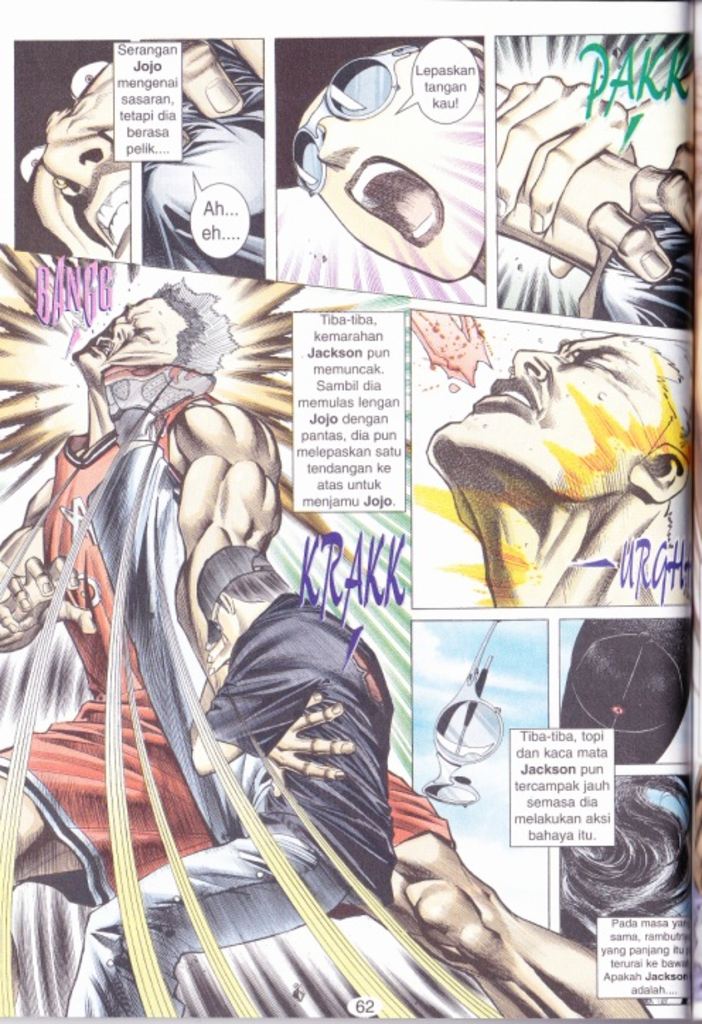 Serangan
Jojo
mengenai
sasaran,
tetapi dia
berasa
pelik....
Ah...
eh....
Lepaskan
tangan
kau!
PAKK
BANGG
Tiba-tiba,
kemarahan
Jackson pun
memuncak.
Sambil dia
memulas lengan
Jojo dengan
pantas, dia pun
melepaskan satu
tendangan ke
atas untuk
menjamu Jojo.
KRAKK
URGH
Tiba-tiba, topi
dan kaca mata
Jackson pun
tercampak jauh
semasa dia
melakukan aksi
bahaya itu.
Pada masa
sama,
yang panjang itu
terurai ke
Apakah Jackson
adalah....
62